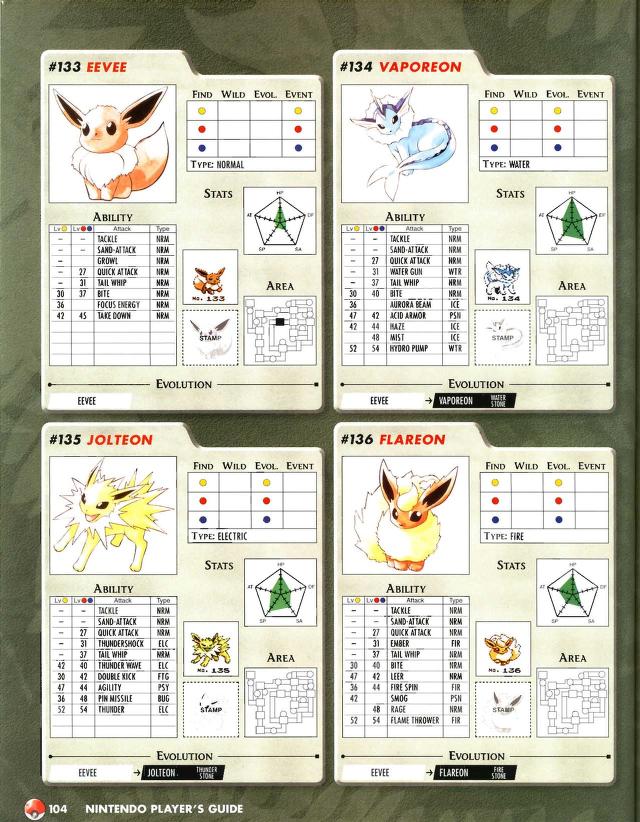 #133 EEVEE
FIND WILD EVOL. EVENT
TYPE: NORMAL
STATS
HP
AT DF
SP SA
ABILITY
Lv Lv Attack Type
– – TACKLE NRM
– – SAND-ATTACK NRM
– GROWL NRM
27 QUICK ATTACK NRM
– 31 TAIL WHIP NRM
30 37 BITE NRM
36 FOCUS ENERGY NRM
42 45 TAKE DOWN NRM
NO. 133
STAMP
AREA
EVOLUTION
EEVEE
#134 VAPOREON
FIND WILD EVOL. EVENT
TYPE: WATER
STATS
HP
AT DF
SP SA
ABILITY
Lv Lv Attack Type
– – TACKLE NRM
– – SAND-ATTACK NRM
– 27 QUICK ATTACK NRM
– 31 WATER GUN WTR
– 37 TAIL WHIP NRM
30 40 BITE NRM
36 AURORA BEAM ICE
47 42 ACID ARMOR PSN
42 44 HAZE ICE
48 MIST ICE
52 54 HYDRO PUMP WTR
NO. 134
STAMP
AREA
EVOLUTION
EEVEE → VAPOREON WATER STONE
#135 JOLTEON
FIND WILD EVOL. EVENT
TYPE: ELECTRIC
STATS
HP
AT DF
SP SA
ABILITY
Lv Lv Attack Type
– – TACKLE NRM
– – SAND-ATTACK NRM
– 27 QUICK ATTACK NRM
– 31 THUNDERSHOCK ELC
– 37 TAIL WHIP NRM
42 40 THUNDER WAVE ELC
30 42 DOUBLE KICK FTG
47 44 AGILITY PSY
36 48 PIN MISSILE BUG
52 54 THUNDER ELC
NO. 135
STAMP
AREA
EVOLUTION
EEVEE → JOLTEON THUNDER STONE
#136 FLAREON
FIND WILD EVOL. EVENT
TYPE: FIRE
STATS
HP
AT DF
SP SA
ABILITY
Lv Lv Attack Type
– – TACKLE NRM
– – SAND-ATTACK NRM
– 27 QUICK ATTACK NRM
– 31 EMBER FIR
– 37 TAIL WHIP NRM
30 40 BITE NRM
47 42 LEER NRM
36 44 FIRE SPIN FIR
42 SMOG PSN
48 RAGE NRM
52 54 FLAME THROWER FIR
NO. 136
STAMP
AREA
EVOLUTION
EEVEE → FLAREON FIRE STONE
104 NINTENDO PLAYER'S GUIDE